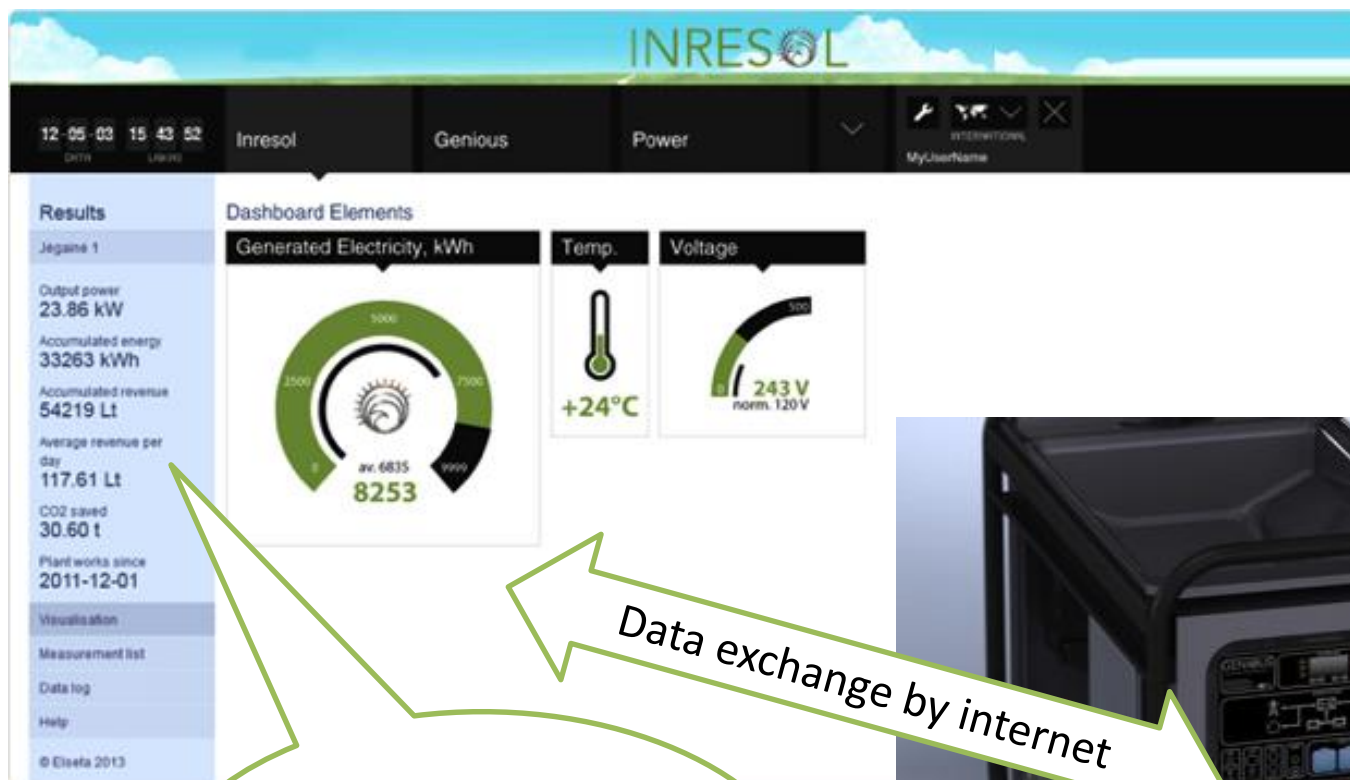 INRESOL
12 05 03 15 43 52
Inresol
Genious
Power
INTERNATIONAL
MyUserName
Results
Jegaine 1
Output power
23.86 kW
Accumulated energy
33263 kWh
Accumulated revenue
54219 Lt
Average revenue per
day
117.61 Lt
CO2 saved
30.60 t
Plant works since
2011-12-01
Visualisation
Measurement list
Data log
Help
© Elseta 2013
Dashboard Elements
Generated Electricity, kWh
0
2500
5000
7500
9999
av. 6835
8253
Temp.
+24°C
Voltage
500
0
243 V
norm. 120 V
Data exchange by internet
GENIOUS